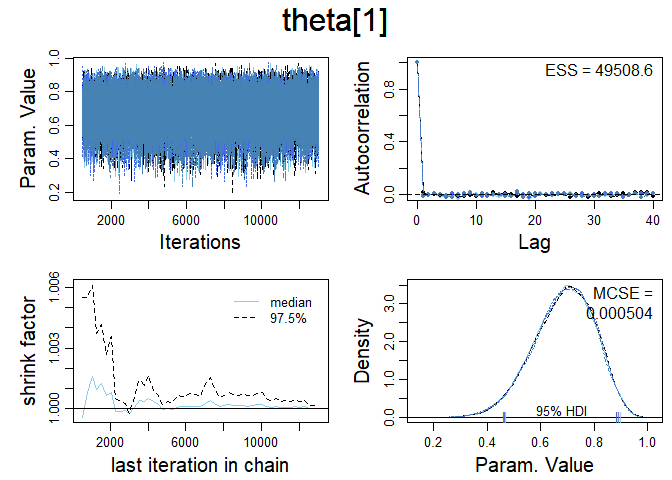 theta[1]
Param. Value
0.2 0.4 0.6 0.8 1.0
2000 6000 10000
Iterations
Autocorrelation
0.0 0.4 0.8
ESS = 49508.6
0 10 20 30 40
Lag
shrink factor
1.000 1.003 1.006
median
97.5%
2000 6000 10000
last iteration in chain
Density
0.0 1.0 2.0 3.0
MCSE =
0.000504
95% HDI
0.2 0.4 0.6 0.8 1.0
Param. Value